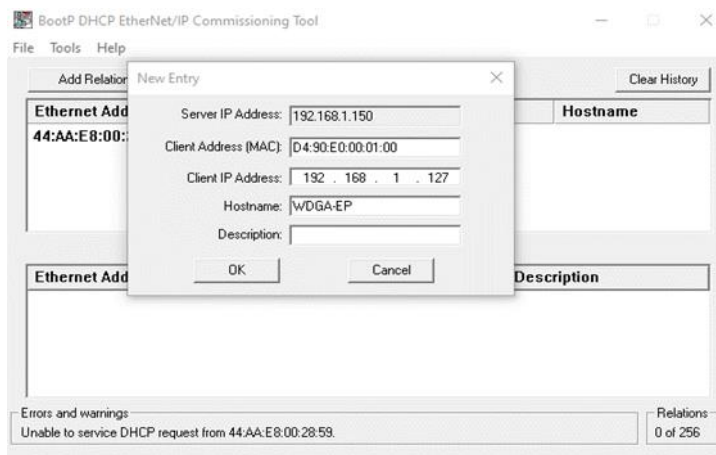 BootP DHCP EtherNet/IP Commissioning Tool
File Tools Help
Add Relation
Clear History
Ethernet Add
Hostname
44:AA:E8:00:
New Entry
Server IP Address: 192.168.1.150
Client Address (MAC): D4:90:E0:00:01:00
Client IP Address: 192 . 168 . 1 . 127
Hostname: WDGA-EP
Description:
OK Cancel
Ethernet Add
Description
Errors and warnings
Unable to service DHCP request from 44:AA:E8:00:28:59.
Relations
0 of 256